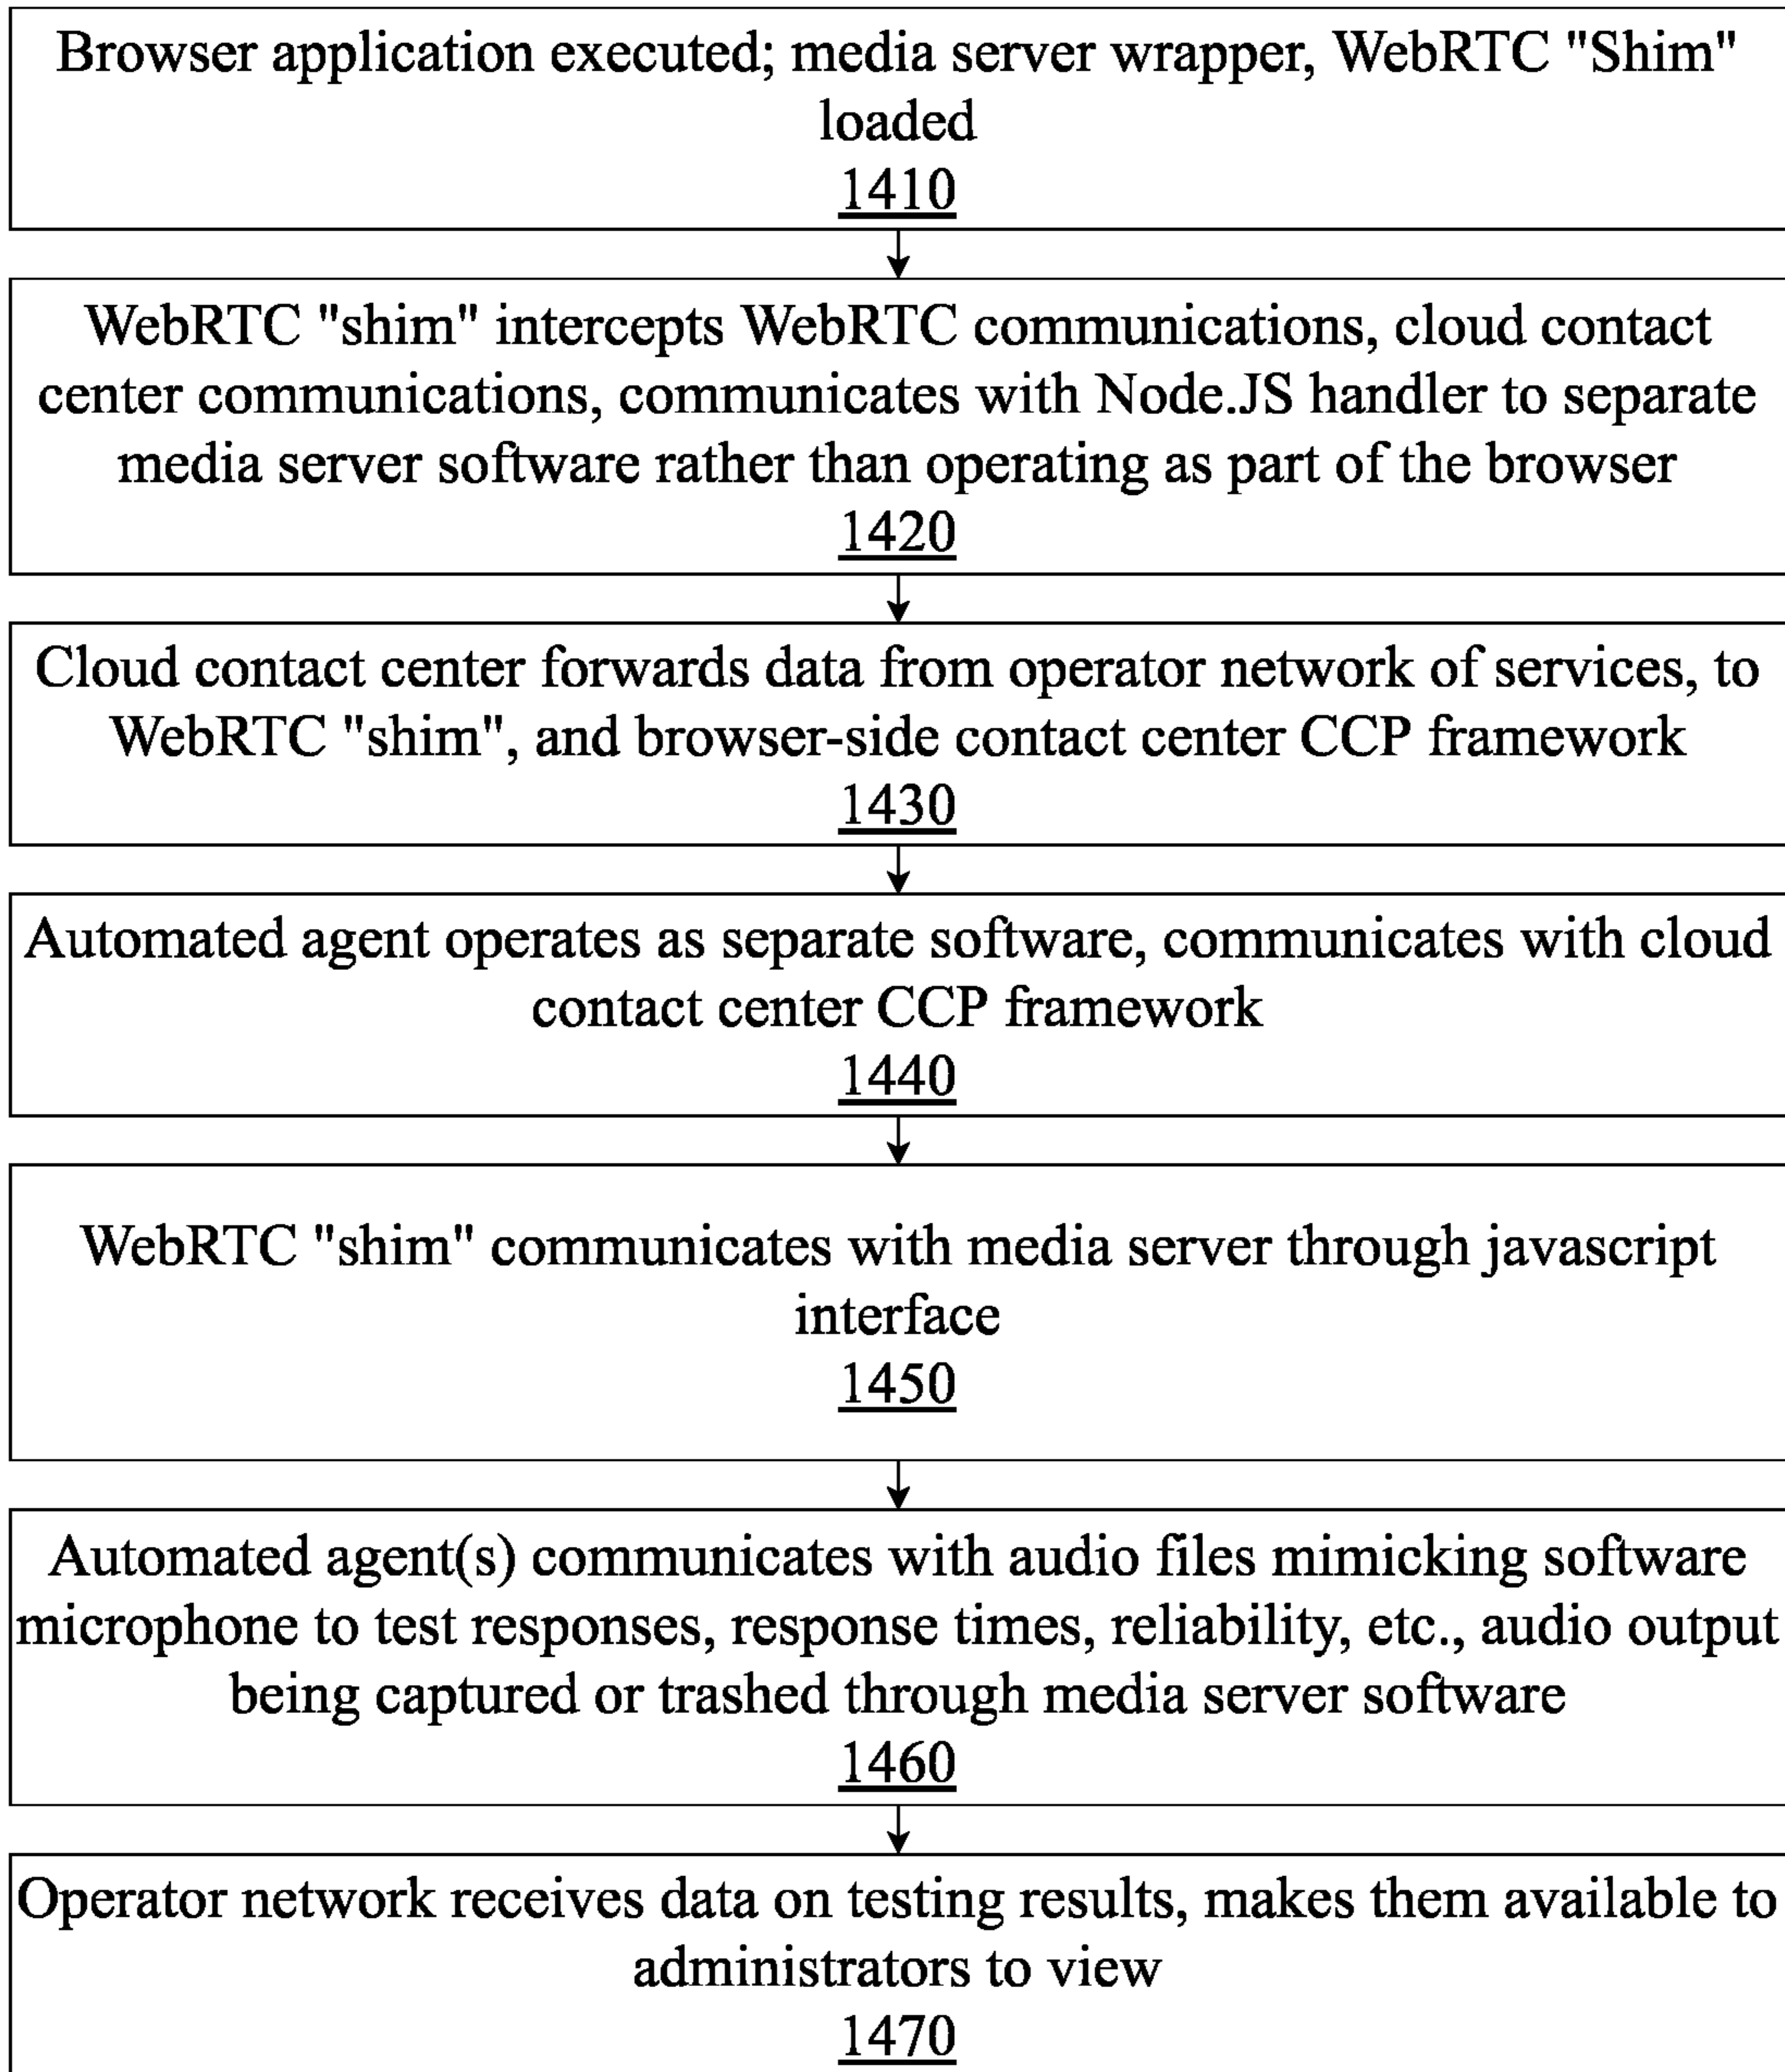 Browser application executed; media server wrapper, WebRTC "Shim"
loaded
1410
WebRTC "shim" intercepts WebRTC communications, cloud contact
center communications, communicates with Node.JS handler to separate
media server software rather than operating as part of the browser
1420
Cloud contact center forwards data from operator network of services, to
WebRTC "shim", and browser-side contact center CCP framework
1430
Automated agent operates as separate software, communicates with cloud
contact center CCP framework
1440
WebRTC "shim" communicates with media server through javascript
interface
1450
Automated agent(s) communicates with audio files mimicking software
microphone to test responses, response times, reliability, etc., audio output
being captured or trashed through media server software
1460
Operator network receives data on testing results, makes them available to
administrators to view
1470